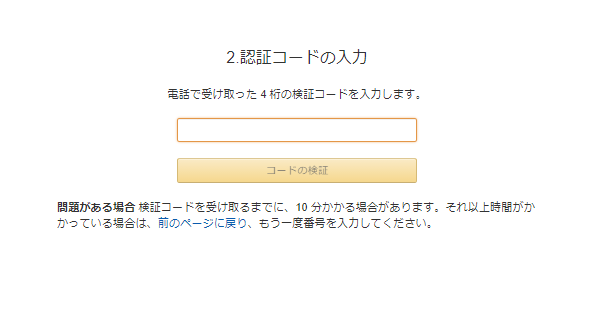 2.認証コードの入力
電話で受け取った 4 桁の検証コードを入力します。
コードの検証
問題がある場合 検証コードを受け取るまでに、10 分かかる場合があります。それ以上時間がか
かっている場合は、前のページに戻り、もう一度番号を入力してください。